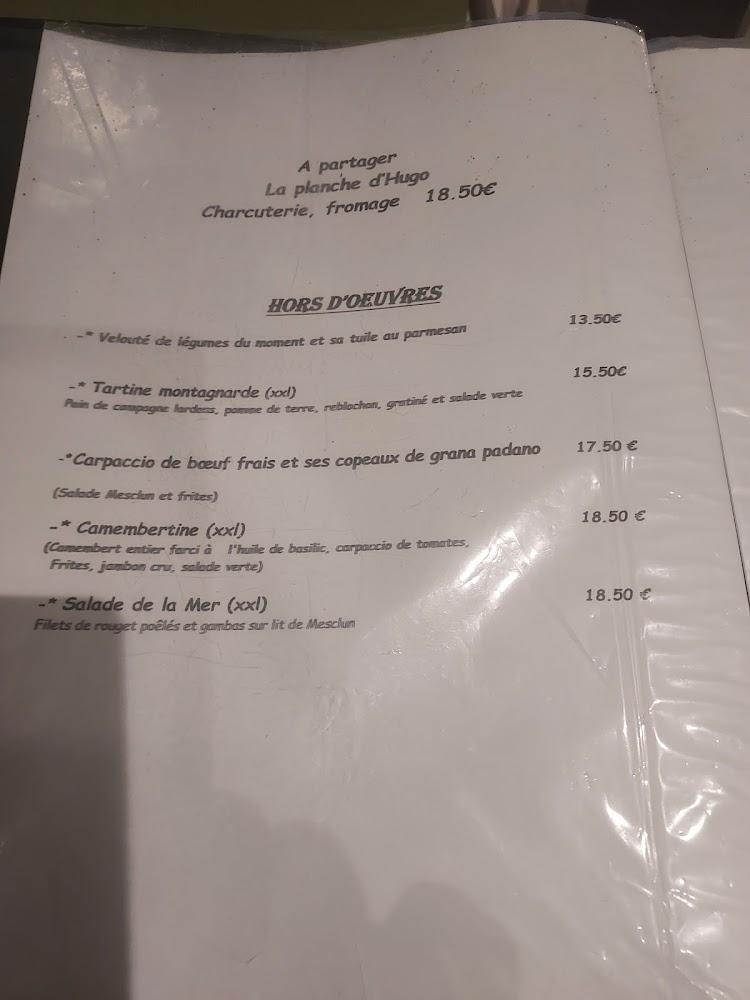 A partager
La planche d'Hugo
Charcuterie, fromage 18.50€
HORS D'OEUVRES
-* Velouté de légumes du moment et sa tuile au parmesan 13.50€
-* Tartine montagnarde (xxl) 15.50€
Pain de campagne lardons, pomme de terre, reblochon, gratiné et salade verte
-*Carpaccio de bœuf frais et ses copeaux de grana padano 17.50 €
(Salade Mesclun et frites)
-* Camembertine (xxl) 18.50 €
(Camembert entier farci à l'huile de basilic, carpaccio de tomates,
Frites, jambon cru, salade verte)
-* Salade de la Mer (xxl) 18.50 €
Filets de rouget poêlés et gambas sur lit de Mesclun